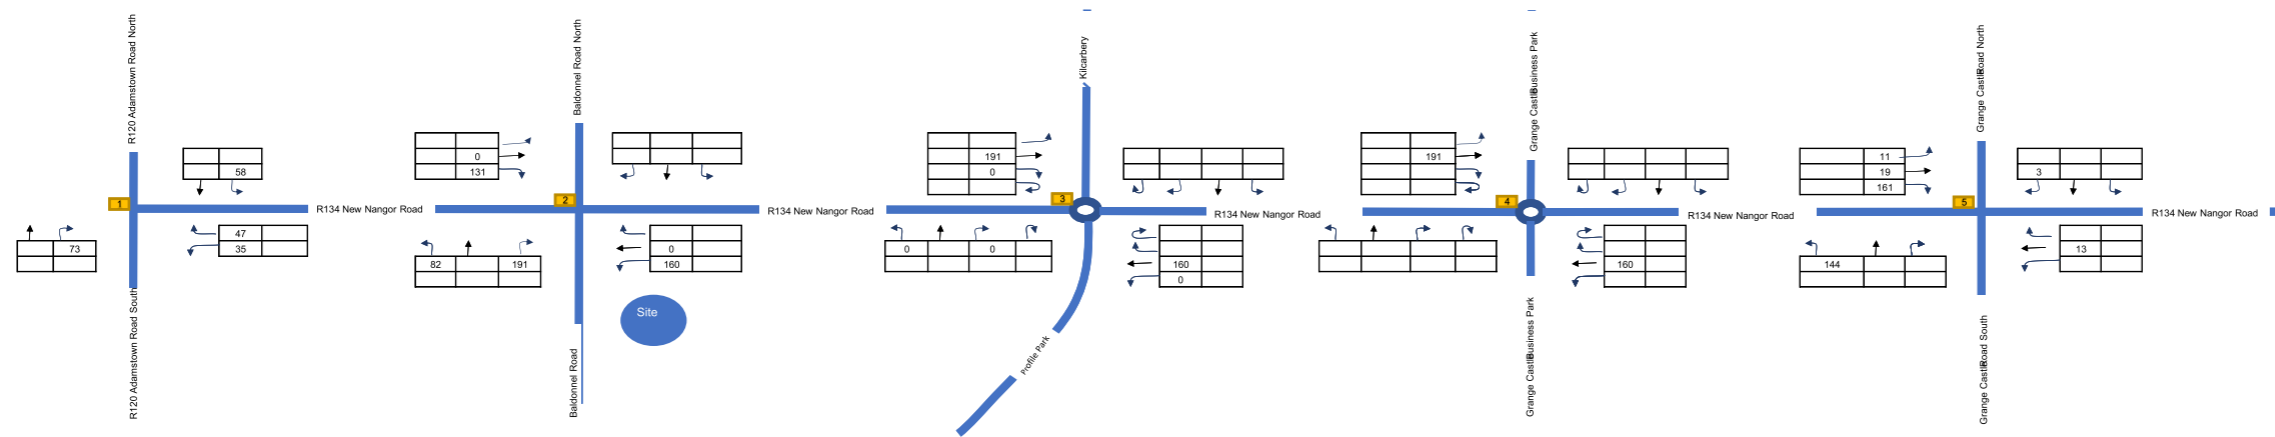 R120 Adamstown Road North
58
1
R134 New Nangor Road
73
47
35
R120 Adamstown Road South
Baldonnel Road North
0
131
2
R134 New Nangor Road
82
191
0
160
Site
Baldonnel Road
Kilcarbery
191
0
3
R134 New Nangor Road
0
0
160
0
Profile Park
Grange Castle
Business Park
191
4
R134 New Nangor Road
160
Grange Castle
Business Park
Grange Castle
Road North
11
19
161
3
5
R134 New Nangor Road
144
13
Grange Castle
Road South